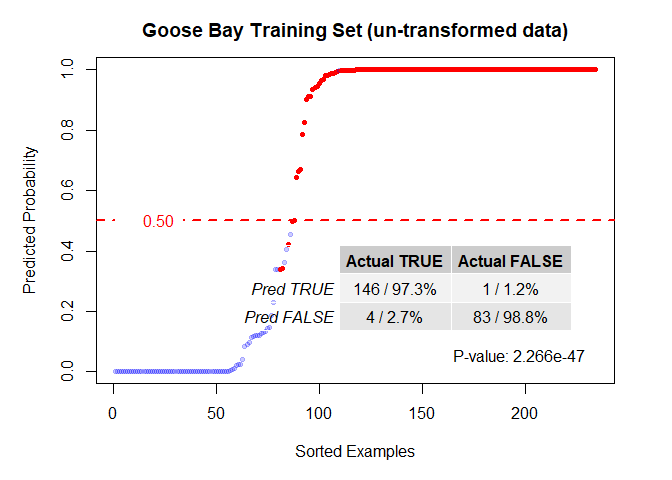 Goose Bay Training Set (un-transformed data)
Predicted Probability
1.0
0.8
0.6
0.4
0.2
0.0
0.50
Actual TRUE Actual FALSE
Pred TRUE 146 / 97.3% 1 / 1.2%
Pred FALSE 4 / 2.7% 83 / 98.8%
P-value: 2.266e-47
0 50 100 150 200
Sorted Examples